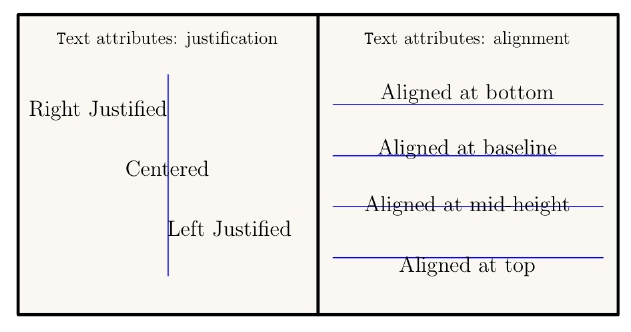 Text attributes: justification
Right Justified
Centered
Left Justified
Text attributes: alignment
Aligned at bottom
Aligned at baseline
Aligned at mid-height
Aligned at top